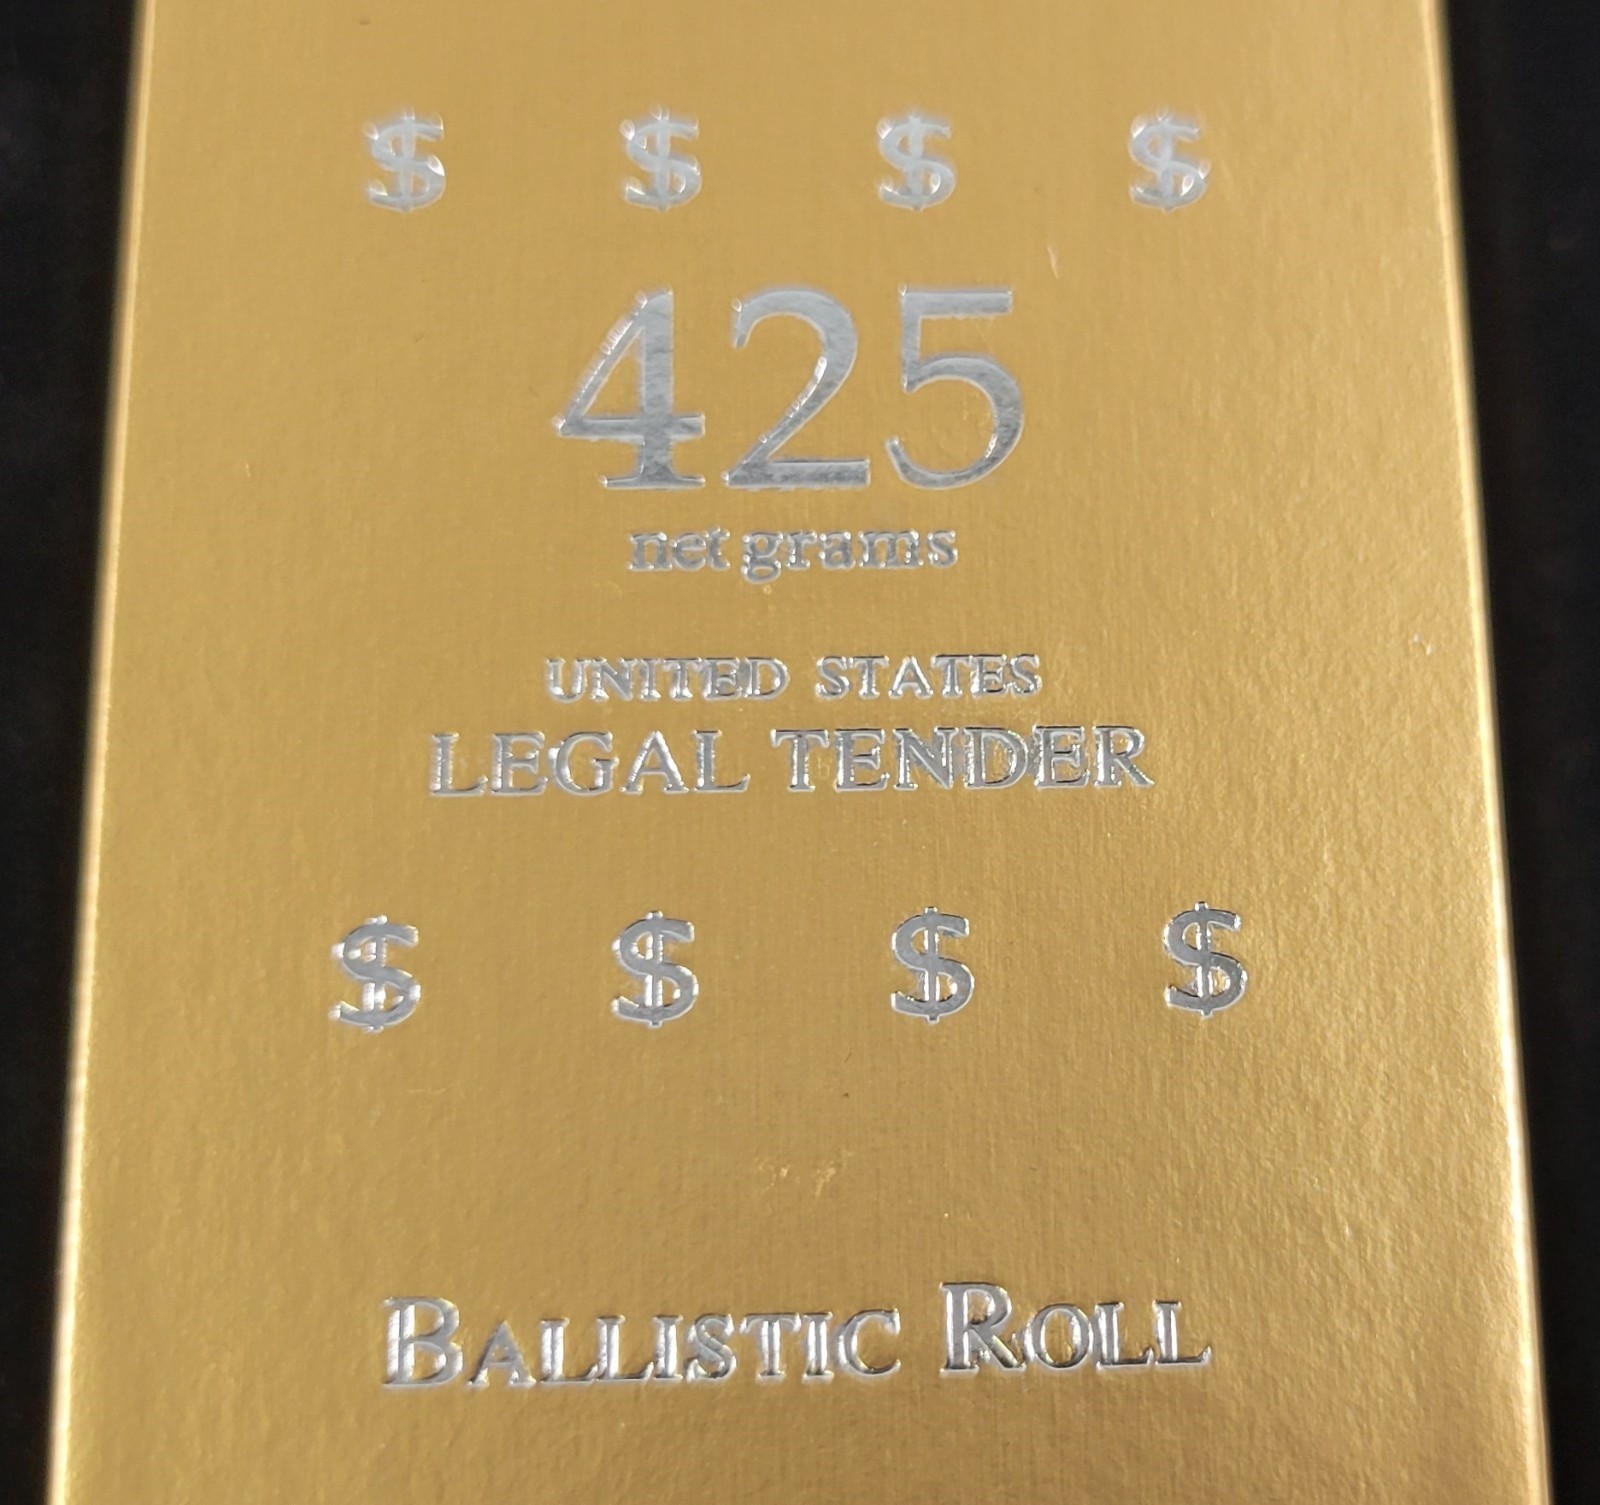 $ $ $ $
425
net grams
UNITED STATES
LEGAL TENDER
$ $ $ $
BALLISTIC ROLL